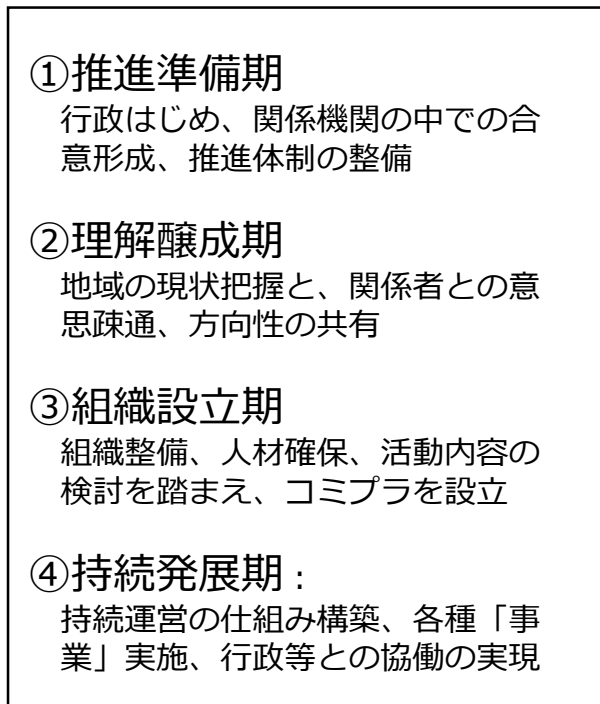 ①推進準備期
行政はじめ、関係機関の中での合
意形成、推進体制の整備
②理解醸成期
地域の現状把握と、関係者との意
思疎通、方向性の共有
③組織設立期
組織整備、人材確保、活動内容の
検討を踏まえ、コミプラを設立
④持続発展期：
持続運営の仕組み構築、各種「事
業」実施、行政等との協働の実現